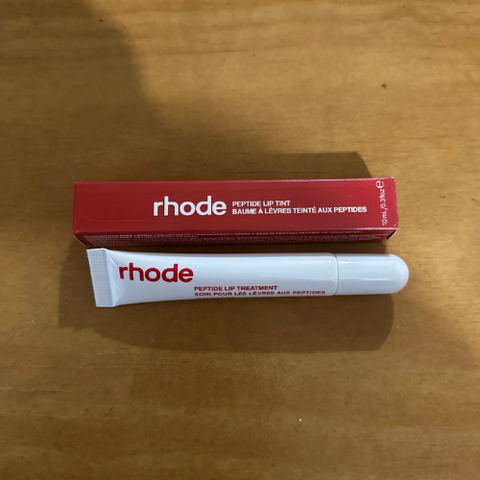 rhode
PEPTIDE LIP TINT
BAUME À LÈVRES TEINTÉ AUX PEPTIDES
10mL/0.3floz ℮
rhode
PEPTIDE LIP TREATMENT
SOIN POUR LES LÈVRES AUX PEPTIDES